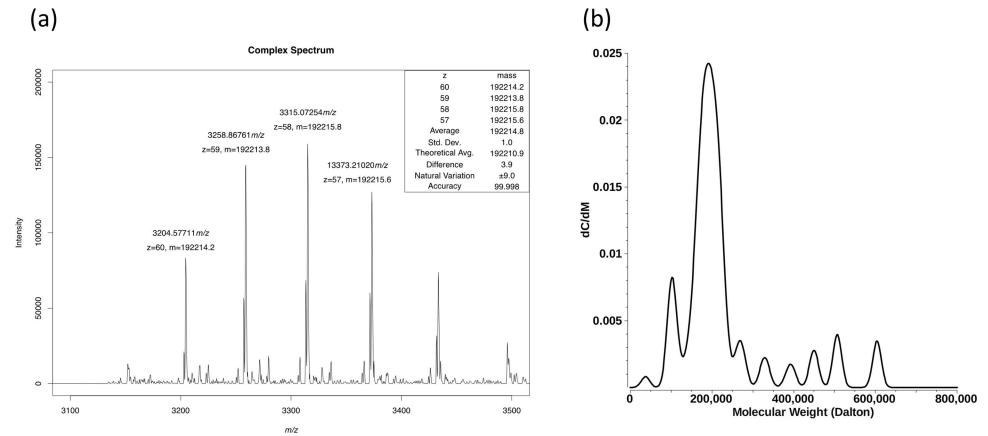 (a)
Complex Spectrum
z mass
60 192214.2
59 192213.8
58 192215.8
57 192215.6
Average 192214.8
Std. Dev. 1.0
Theoretical Avg. 192210.9
Difference 3.9
Natural Variation ±9.0
Accuracy 99.998
3315.07254m/z
z=58, m=192215.8
3258.86761m/z
z=59, m=192213.8
13373.21020m/z
z=57, m=192215.6
3204.57711m/z
z=60, m=192214.2
Intensity
200000
150000
100000
50000
0
3100 3200 3300 3400 3500
m/z
(b)
dC/dM
0.025
0.02
0.015
0.01
0.005
0 200,000 400,000 600,000 800,000
Molecular Weight (Dalton)